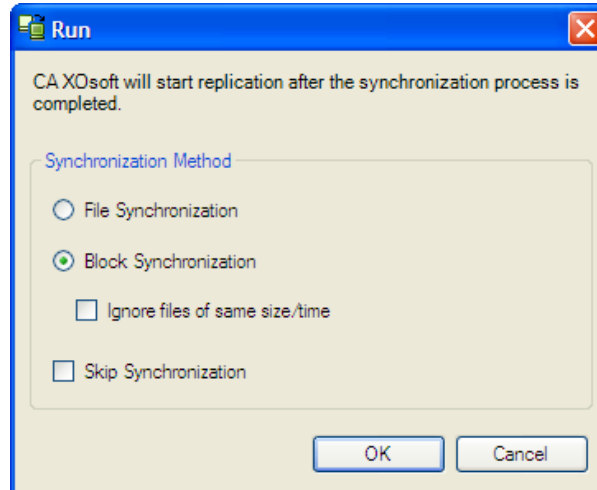 Run
CA XOsoft will start replication after the synchronization process is
completed.
Synchronization Method
File Synchronization
Block Synchronization
Ignore files of same size/time
Skip Synchronization
OK Cancel